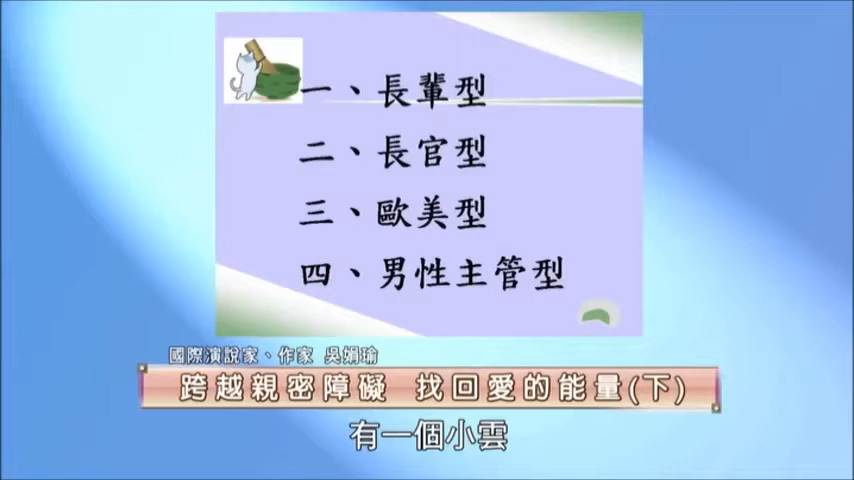 一、長輩型
二、長官型
三、歐美型
四、男性主管型
國際演說家、作家 吳娟瑜
跨越親密障礙 找回愛的能量(下)
有一個小雲